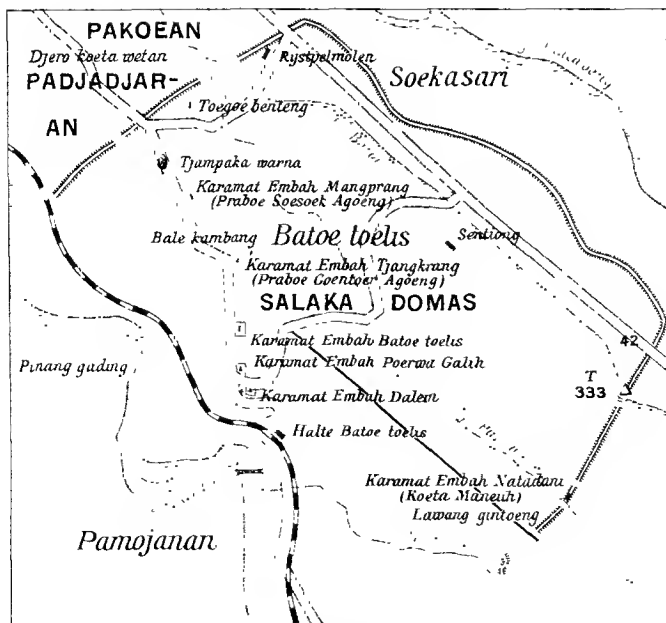 PAKOEAN
Djero koeta wetan
PADJADJAR-
AN
Rystpelmolen
Soekasari
Toegoe benteng
Tjampaka warna
Karamat Embah Mangprang
(Praboe Soesoek Agoeng)
Bale kambang
Batoe toelis
Sentiong
Karamat Embah Tjangkrang
(Praboe Goentoer Agoeng)
SALAKA DOMAS
Karamat Embah Batoe toelis
42
Pinang gading
Karamat Embah Poerwa Galih
T
333
Karamat Embah Dalem
Halte Batoe toelis
Karamat Embah Natadani
(Koeta Maneuh)
Lawang gintoeng
Pamojanan